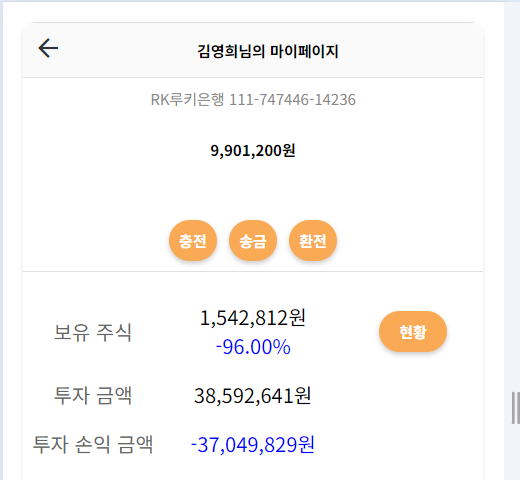 김영희님의 마이페이지
RK루키은행 111-747446-14236
9,901,200원
충전 송금 환전
보유 주식 1,542,812원 현황
-96.00%
투자 금액 38,592,641원
투자 손익 금액 -37,049,829원